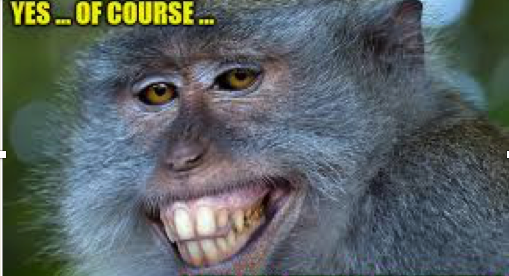 YES ... OF COURSE ...